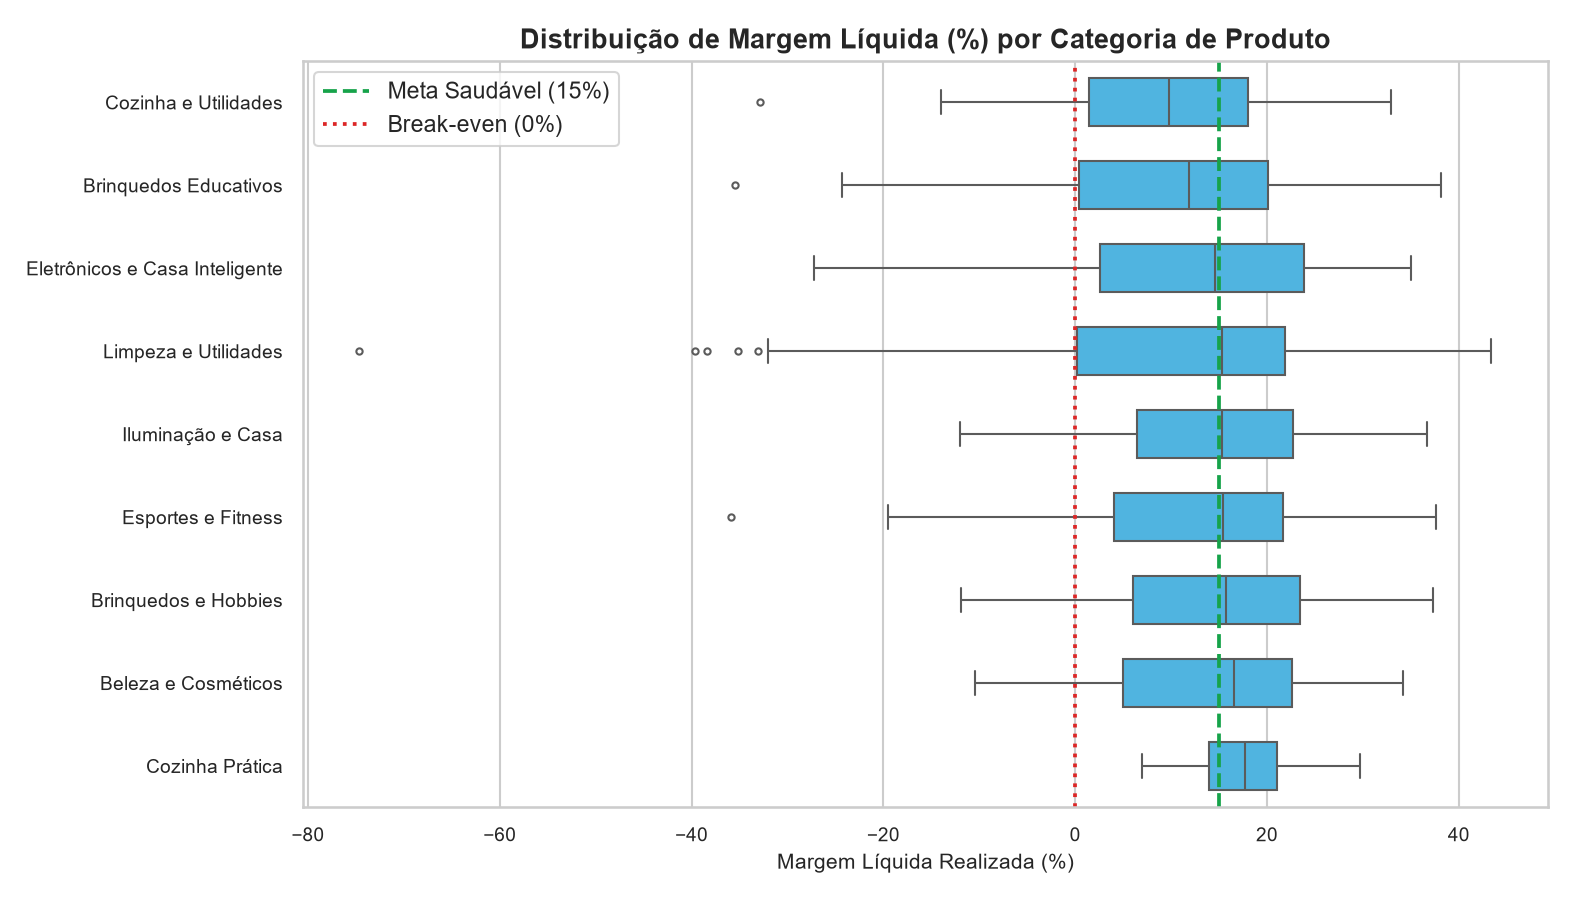 Distribuição de Margem Líquida (%) por Categoria de Produto
Meta Saudável (15%)
Break-even (0%)
Cozinha e Utilidades
Brinquedos Educativos
Eletrônicos e Casa Inteligente
Limpeza e Utilidades
Iluminação e Casa
Esportes e Fitness
Brinquedos e Hobbies
Beleza e Cosméticos
Cozinha Prática
−80 −60 −40 −20 0 20 40
Margem Líquida Realizada (%)